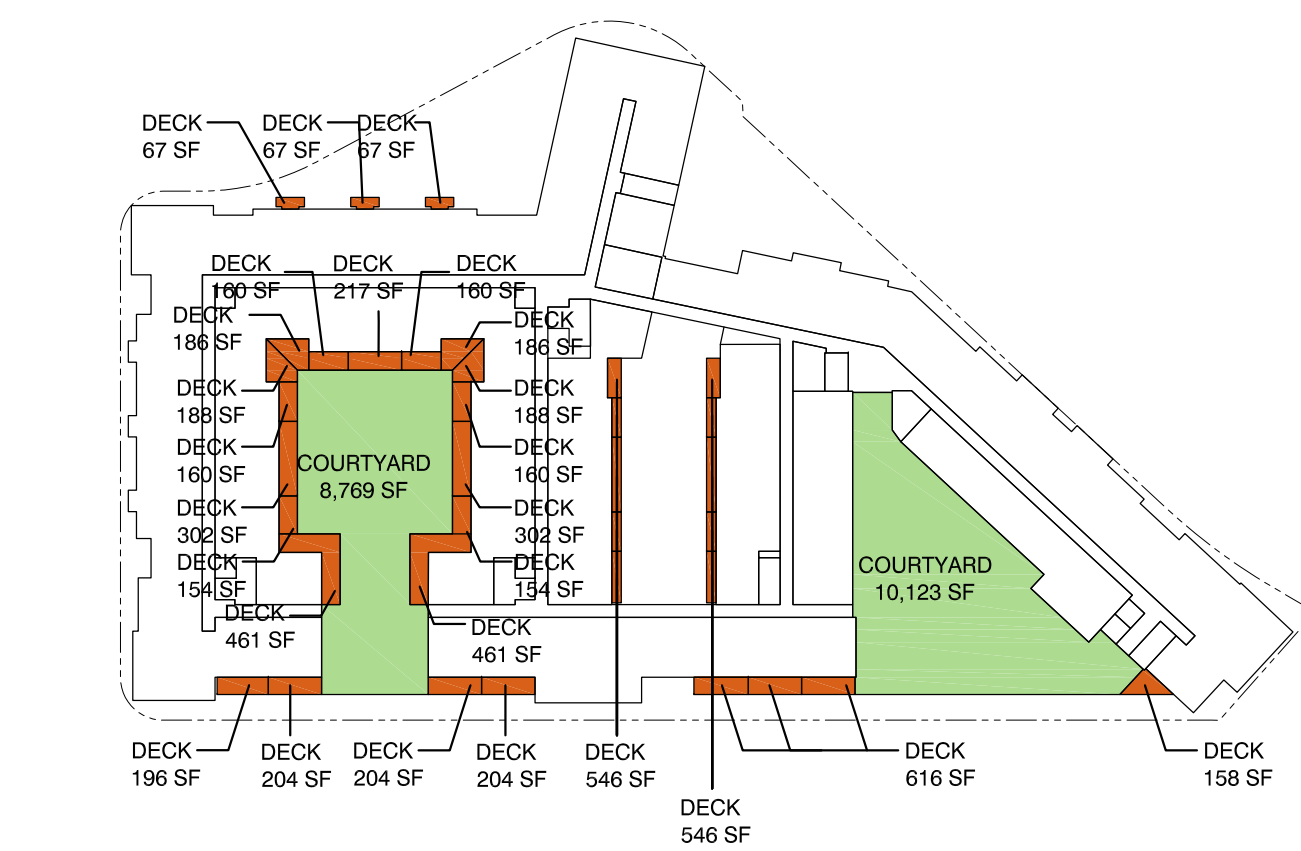 DECK
67 SF
DECK
67 SF
DECK
67 SF
DECK
160 SF
DECK
217 SF
DECK
160 SF
DECK
186 SF
DECK
186 SF
DECK
188 SF
DECK
188 SF
DECK
160 SF
DECK
160 SF
COURTYARD
8,769 SF
DECK
302 SF
DECK
302 SF
DECK
154 SF
DECK
154 SF
COURTYARD
10,123 SF
DECK
461 SF
DECK
461 SF
DECK
196 SF
DECK
204 SF
DECK
204 SF
DECK
204 SF
DECK
546 SF
DECK
546 SF
DECK
616 SF
DECK
158 SF